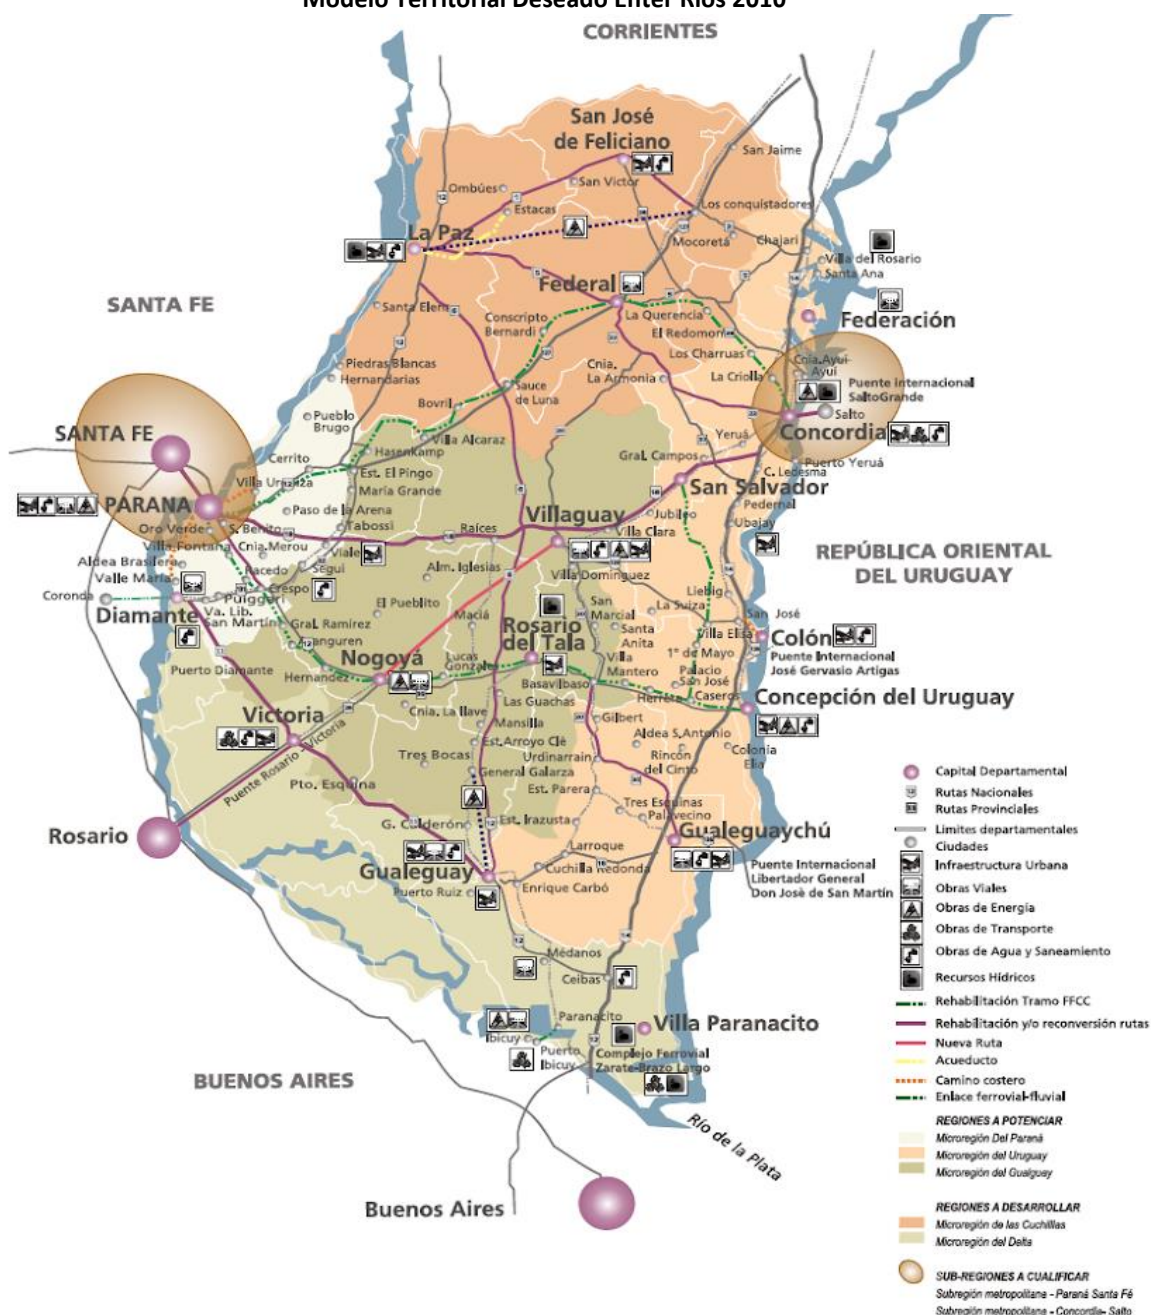 Modelo Territorial Deseado Enter Ríos 2010
CORRIENTES
San José
de Feliciano
San Jaime
Ombúes
San Victor
Estacas
Los conquistadores
La Paz
Mocoretá
Chajari
Villa del Rosario
Santa Ana
SANTA FE
Federal
Santa Elena
Conscripto
Bernardi
La Querencia
El Redomon
Federación
Los Charruas
Cnia.Ayuí
Ayuí
Piedras Blancas
Hernandarias
Cnia.
La Armonia
La Criolla
Puente Internacional
SaltoGrande
Sauce
de Luna
Bovril
Salto
Pueblo
Brugo
SANTA FE
Concordia
Villa Alcaraz
Yeruá
Hasenkamp
Cerrito
Gral. Campos
Puerto Yeruá
C. Ledesma
Est. El Pingo
Villa Urquiza
María Grande
San Salvador
PARANA
Paso de la Arena
Pedernal
Villaguay
Jubileo
Ubajay
Oro Verde
S. Benito
Tabossi
Raíces
Villa Clara
Villa Fontana
Cnia.Merou
Viale
REPÚBLICA ORIENTAL
DEL URUGUAY
Aldea Brasilera
Racedo
Segui
Alm. Iglesias
Villa Dominguez
Valle María
Crespo
Puiggari
Liebig
Coronda
El Pueblito
San
Marcial
La Suiza
Diamante
Va. Lib.
San Martín
Maciá
San José
Gral. Ramírez
Aranguren
Rosario
del Tala
Santa
Anita
Villa Elisa
Colón
Nogoyá
Lucas
Gonzalez
Villa
Mantero
1° de Mayo
Puente Internacional
José Gervasio Artigas
Puerto Diamante
Hernandez
Palacio
San José
Basavilbaso
Herrera
Caseros
Concepción del Uruguay
Las Guachas
Victoria
Cnia. La llave
Mansilla
Gilbert
Puente Rosario - Victoria
Est.Arroyo Clé
Aldea S.Antonio
Colonia
Elia
Tres Bocas
Urdinarrain
Rincón
del Cinto
General Galarza
Pto. Esquina
Est. Parera
Tres Esquinas
Palavecino
Rosario
G. Calderón
Est. Irazusta
Gualeguaychú
Larroque
Gualeguay
Cuchilla Redonda
Puente Internacional
Libertador General
Don Josè de San Martín
Puerto Ruiz
Enrique Carbó
Médanos
Ceibas
Paranacito
Villa Paranacito
Ibicuy
Puerto
Ibicuy
Complejo Ferrovial
Zarate-Brazo Largo
BUENOS AIRES
Río de la Plata
Buenos Aires
Capital Departamental
Rutas Nacionales
Rutas Provinciales
Limites departamentales
Ciudades
Infraestructura Urbana
Obras Viales
Obras de Energía
Obras de Transporte
Obras de Agua y Saneamiento
Recursos Hídricos
Rehabilitación Tramo FFCC
Rehabilitación y/o reconversión rutas
Nueva Ruta
Acueducto
Camino costero
Enlace ferrovial-fluvial
REGIONES A POTENCIAR
Microregión Del Paraná
Microregión del Uruguay
Microregión del Gualguay
REGIONES A DESARROLLAR
Microregión de las Cuchillas
Microregión del Delta
SUB-REGIONES A CUALIFICAR
Subregión metropolitana - Paraná Santa Fé
Subregión metropolitana - Concordia- Salto